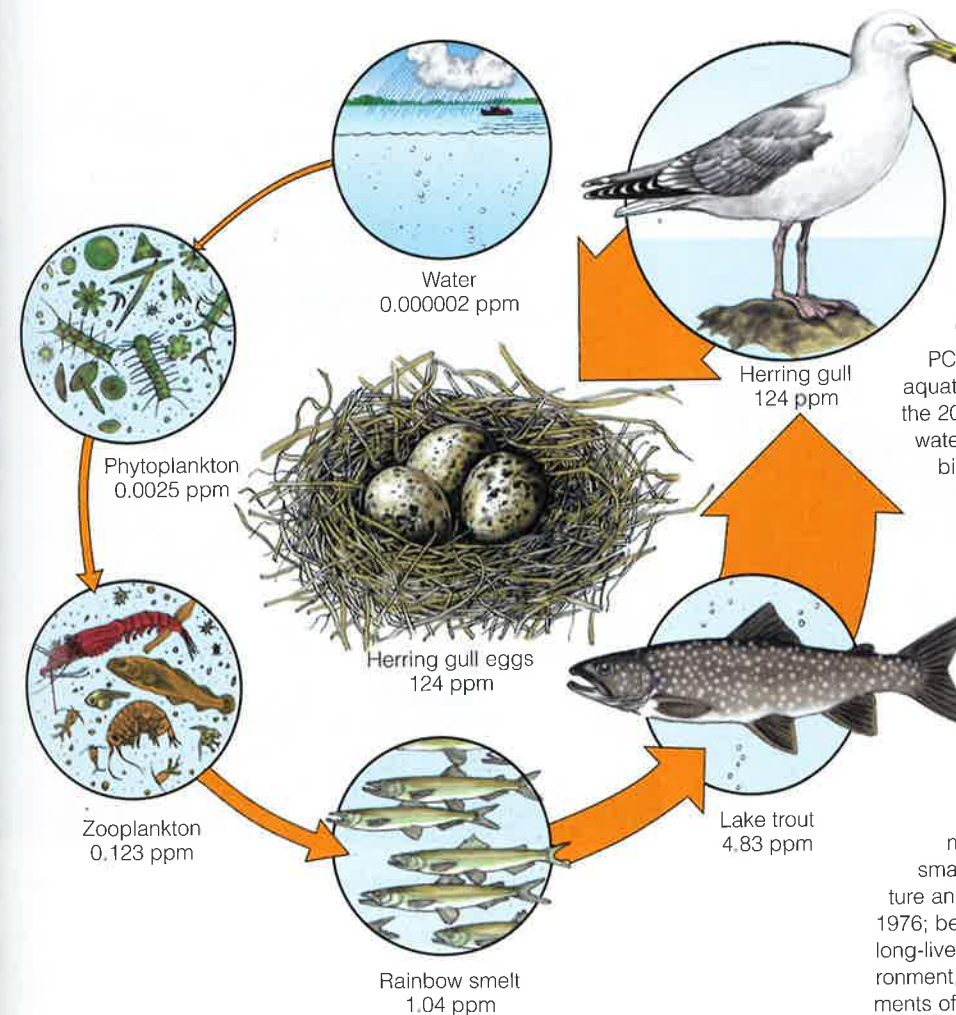 Water
0.000002 ppm
Herring gull
124 ppm
Phytoplankton
0.0025 ppm
Herring gull eggs
124 ppm
Zooplankton
0.123 ppm
Lake trout
4.83 ppm
Rainbow smelt
1.04 ppm
PC
aquat
the 20
wate
bi
sma
ture an
1976; be
long-live
ronment,
ments of